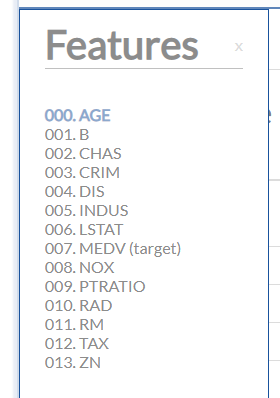 Features x
000. AGE
001. B
002. CHAS
003. CRIM
004. DIS
005. INDUS
006. LSTAT
007. MEDV (target)
008. NOX
009. PTRATIO
010. RAD
011. RM
012. TAX
013. ZN